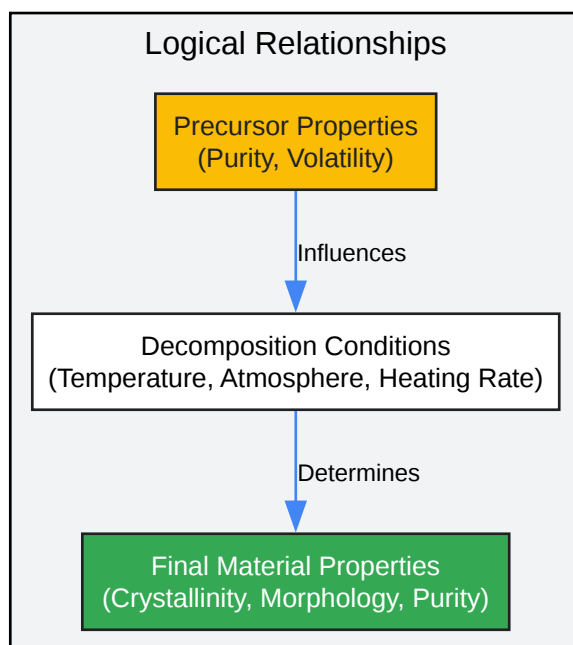 Logical Relationships
Precursor Properties
(Purity, Volatility)
Influences
Decomposition Conditions
(Temperature, Atmosphere, Heating Rate)
Determines
Final Material Properties
(Crystallinity, Morphology, Purity)